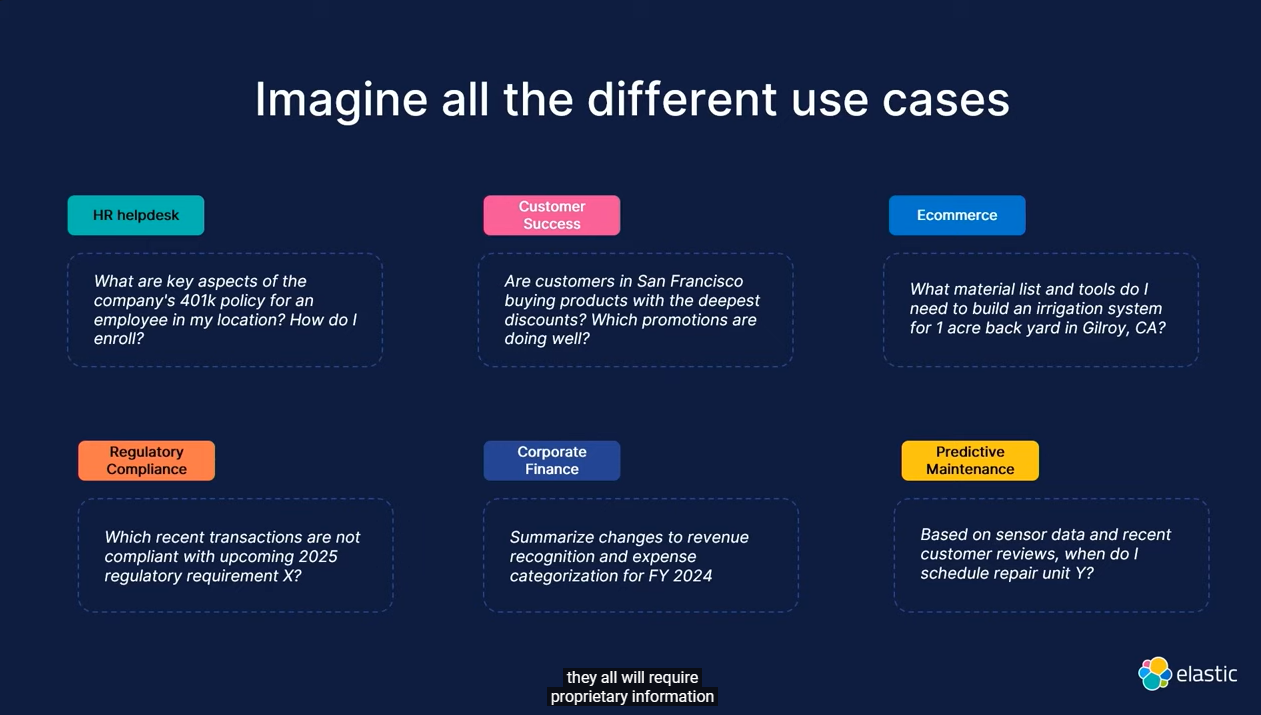 Imagine all the different use cases
HR helpdesk
What are key aspects of the
company's 401k policy for an
employee in my location? How do I
enroll?
Customer
Success
Are customers in San Francisco
buying products with the deepest
discounts? Which promotions are
doing well?
Ecommerce
What material list and tools do I
need to build an irrigation system
for 1 acre back yard in Gilroy, CA?
Regulatory
Compliance
Which recent transactions are not
compliant with upcoming 2025
regulatory requirement X?
Corporate
Finance
Summarize changes to revenue
recognition and expense
categorization for FY 2024
Predictive
Maintenance
Based on sensor data and recent
customer reviews, when do I
schedule repair unit Y?
elastic
they all will require
proprietary information